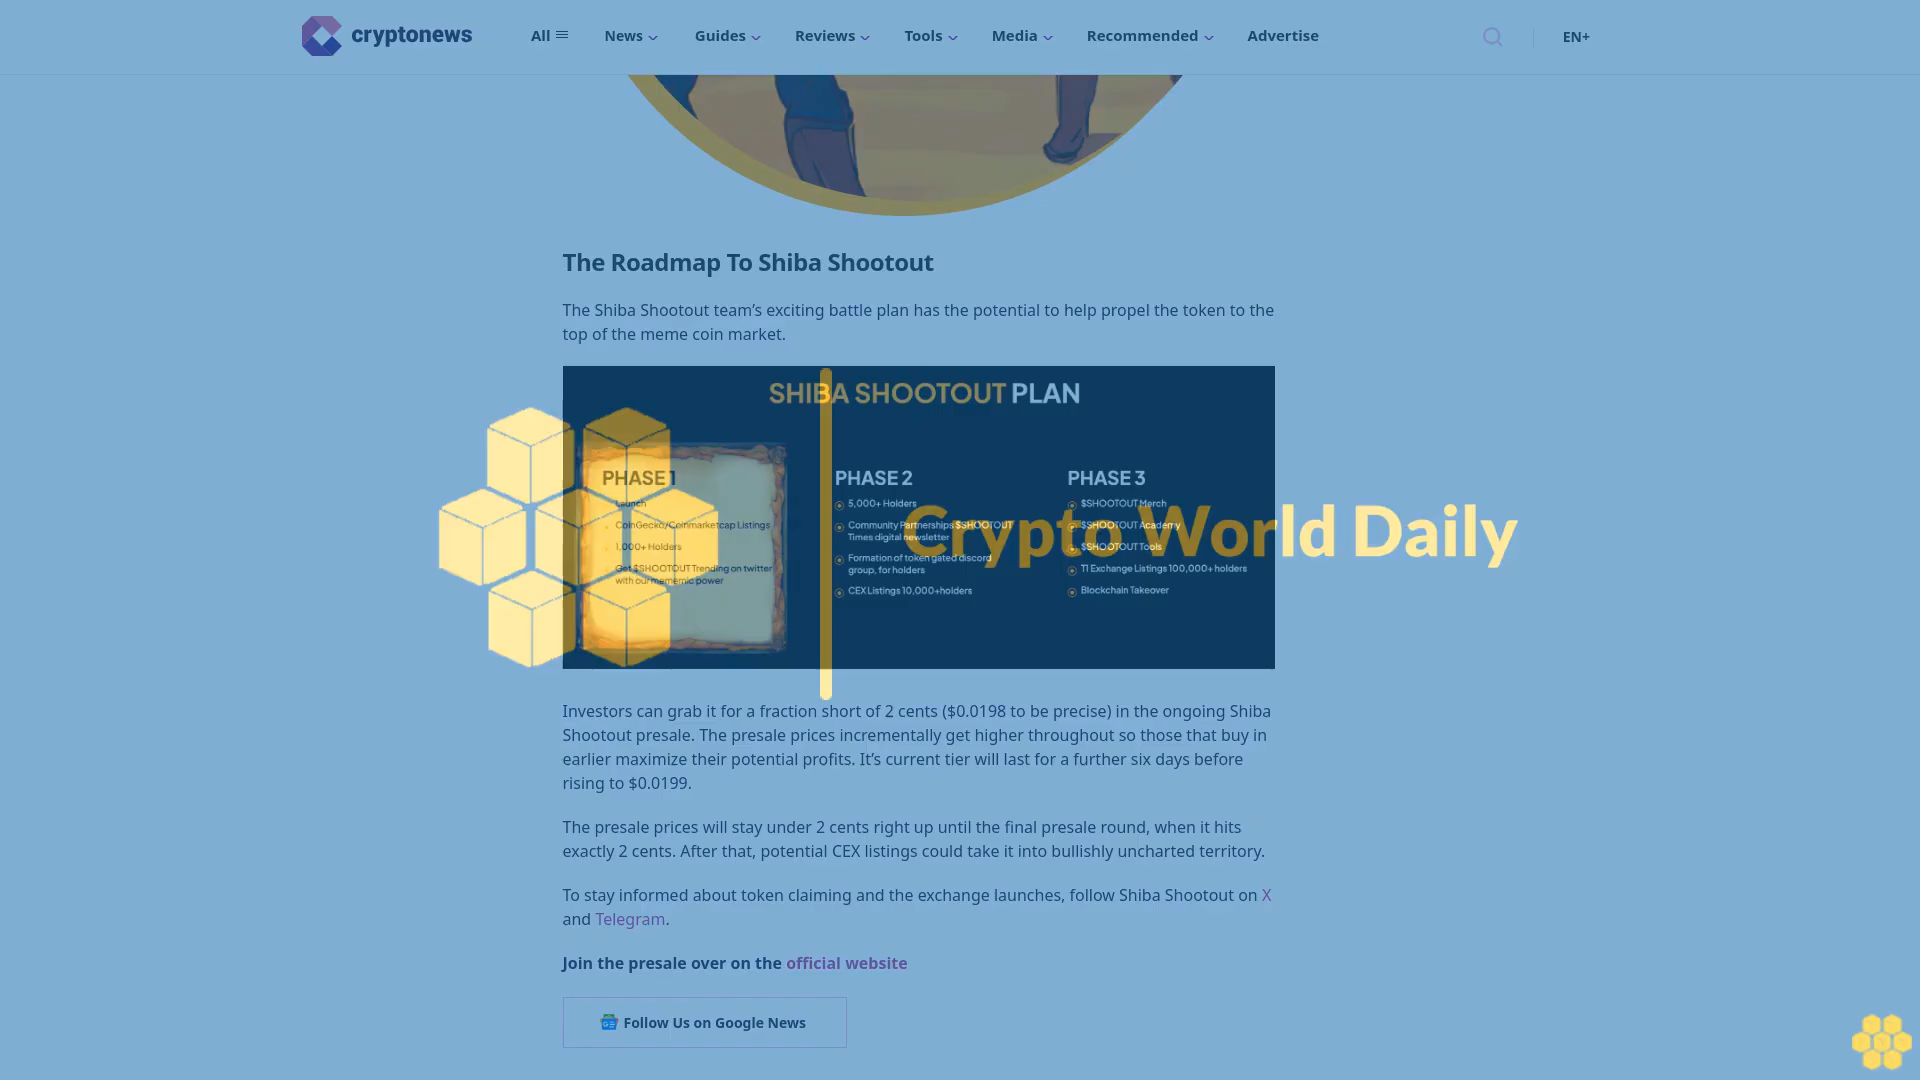 cryptonews
All News Guides Reviews Tools Media Recommended Advertise EN+
The Roadmap To Shiba Shootout
The Shiba Shootout team’s exciting battle plan has the potential to help propel the token to the
top of the meme coin market.
SHIBA SHOOTOUT PLAN
PHASE 1
Launch
CoinGecko/Coinmarketcap Listings
1,000+ Holders
Get $SHOOTOUT Trending on twitter
with our mememic power
PHASE 2
5,000+ Holders
Community Partnerships $SHOOTOUT
Times digital newsletter
Formation of token gated discord
group, for holders
CEX Listings 10,000+holders
PHASE 3
$SHOOTOUT Merch
$SHOOTOUT Academy
$SHOOTOUT Tools
T1 Exchange Listings 100,000+holders
Blockchain Takeover
Crypto World Daily
Investors can grab it for a fraction short of 2 cents ($0.0198 to be precise) in the ongoing Shiba
Shootout presale. The presale prices incrementally get higher throughout so those that buy in
earlier maximize their potential profits. It’s current tier will last for a further six days before
rising to $0.0199.
The presale prices will stay under 2 cents right up until the final presale round, when it hits
exactly 2 cents. After that, potential CEX listings could take it into bullishly uncharted territory.
To stay informed about token claiming and the exchange launches, follow Shiba Shootout on X
and Telegram.
Join the presale over on the official website
Follow Us on Google News